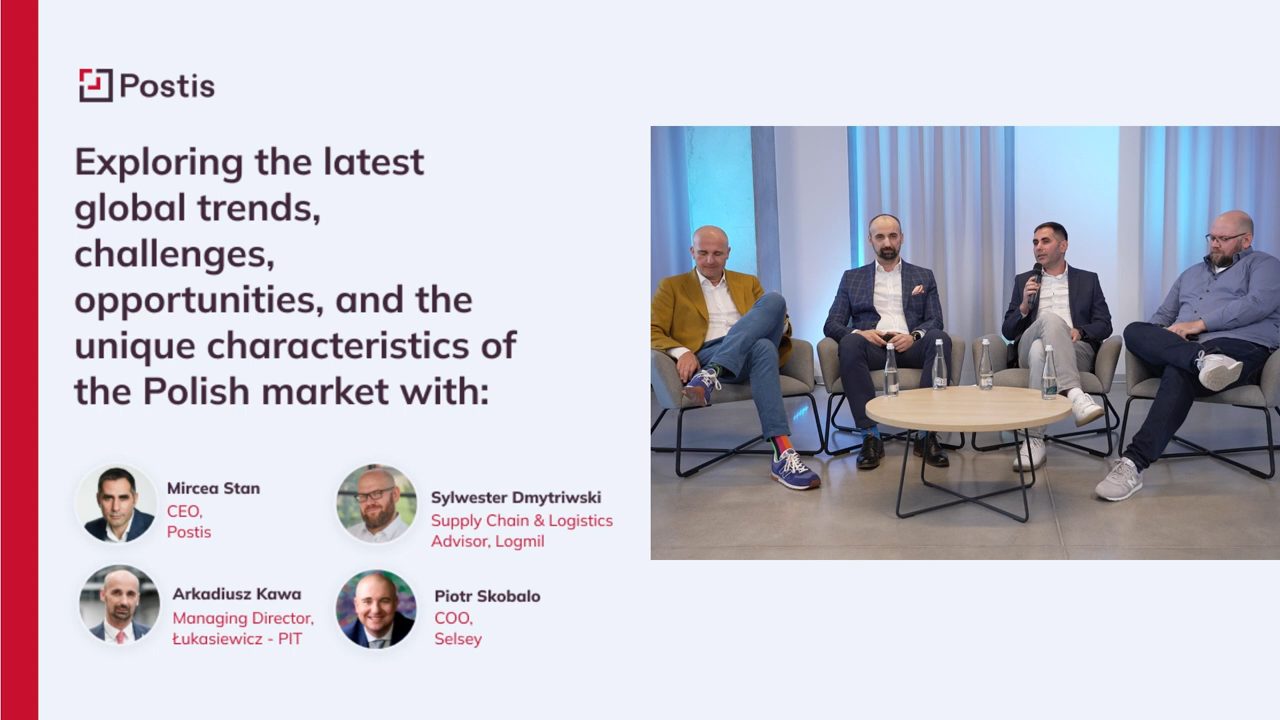 Postis
Exploring the latest
global trends,
challenges,
opportunities, and the
unique characteristics of
the Polish market with:
Mircea Stan
CEO,
Postis
Sylwester Dmytriwski
Supply Chain & Logistics
Advisor, Logmil
Arkadiusz Kawa
Managing Director,
Łukasiewicz - PIT
Piotr Skobalo
COO,
Selsey